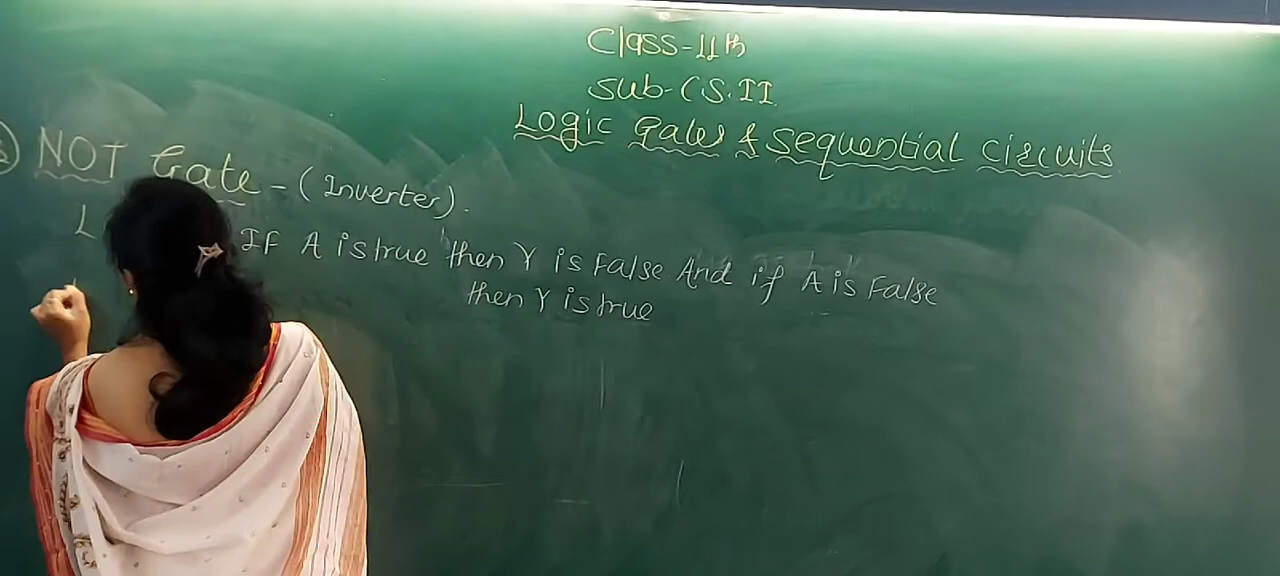 Class-11th
Sub-CS.II
Logic Gates & Sequential Circuits
NOT Gate - (Inverter).
L IF A is true then Y is False And if A is False
then Y is true